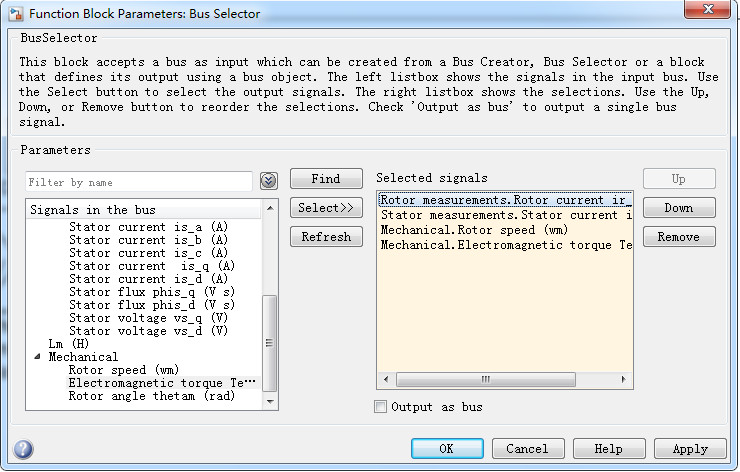 Function Block Parameters: Bus Selector
BusSelector
This block accepts a bus as input which can be created from a Bus Creator, Bus Selector or a block
that defines its output using a bus object. The left listbox shows the signals in the input bus. Use
the Select button to select the output signals. The right listbox shows the selections. Use the Up,
Down, or Remove button to reorder the selections. Check 'Output as bus' to output a single bus
signal.
Parameters
Filter by name
Find
Select>>
Refresh
Signals in the bus
Stator current is_a (A)
Stator current is_b (A)
Stator current is_c (A)
Stator current  is_q (A)
Stator current is_d (A)
Stator flux phis_q (V s)
Stator flux phis_d (V s)
Stator voltage vs_q (V)
Stator voltage vs_d (V)
Lm (H)
Mechanical
Rotor speed (wm)
Electromagnetic torque Te…
Rotor angle thetam (rad)
Selected signals
Rotor measurements.Rotor current ir_
Stator measurements.Stator current i
Mechanical.Rotor speed (wm)
Mechanical.Electromagnetic torque Te
Up
Down
Remove
Output as bus
OK
Cancel
Help
Apply